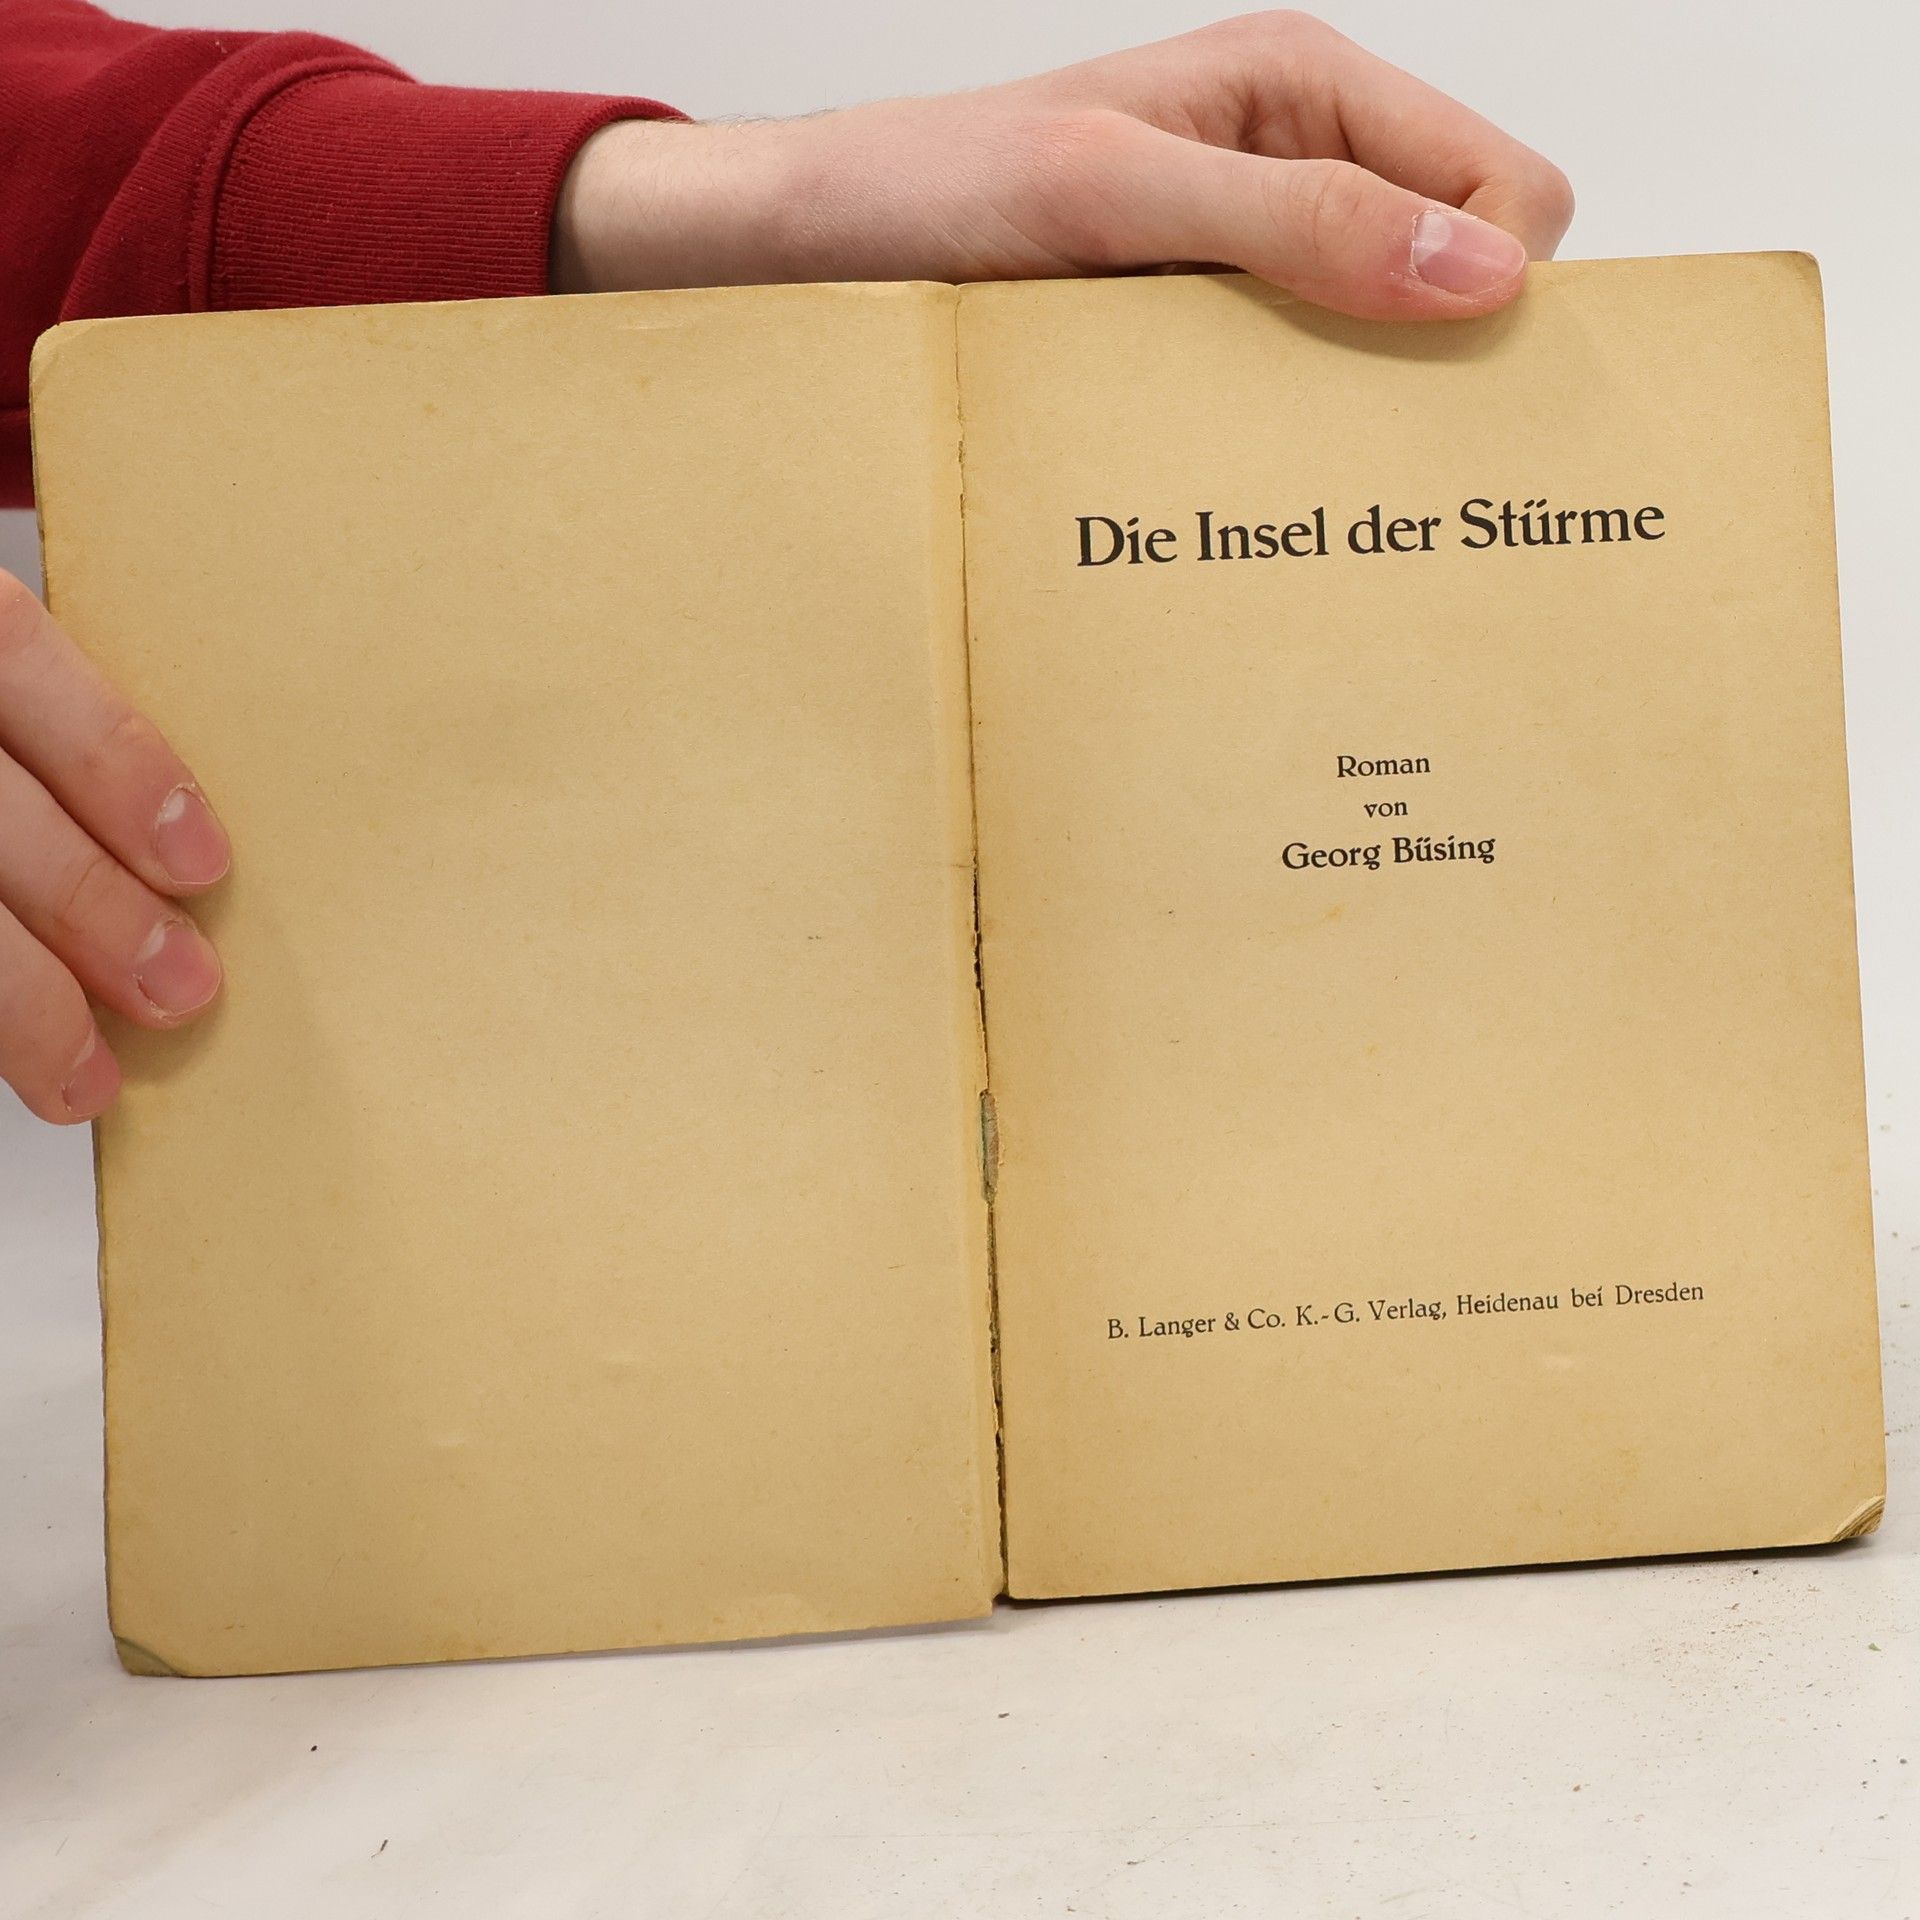 Die Insel der Stürme
Roman
von
Georg Büsing
B. Langer & Co. K.-G. Verlag, Heidenau bei Dresden